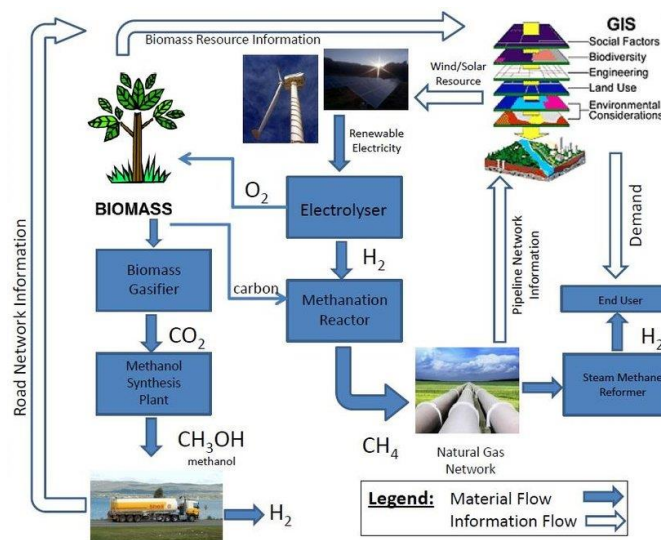 Biomass Resource Information
GIS
Social Factors
Biodiversity
Engineering
Land Use
Environmental
Considerations
Wind/Solar
Resource
Renewable
Electricity
O2
Electrolyser
BIOMASS
H2
Biomass
Gasifier
carbon
Methanation
Reactor
Pipeline Network
Information
Demand
End User
H2
CO2
Methanol
Synthesis
Plant
Steam Methane
Reformer
CH3OH
methanol
CH4
Natural Gas
Network
H2
Road Network Information
Legend:
Material Flow
Information Flow